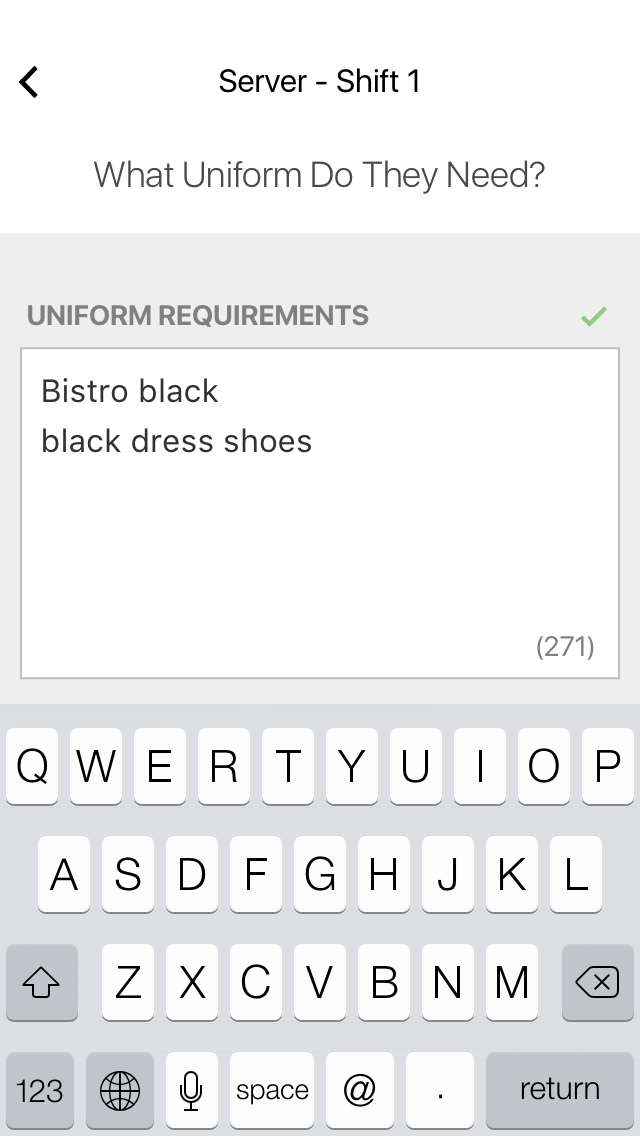 Server - Shift 1
What Uniform Do They Need?
UNIFORM REQUIREMENTS
Bistro black
black dress shoes
(271)
Q W E R T Y U I O P
A S D F G H J K L
Z X C V B N M
123 space @ . return